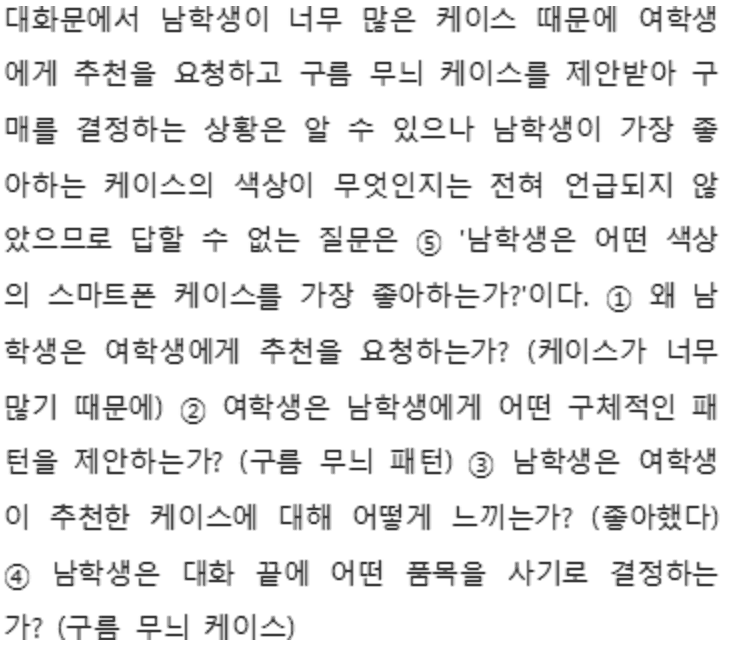 대화문에서 남학생이 너무 많은 케이스 때문에 여학생
에게 추천을 요청하고 구름 무늬 케이스를 제안받아 구
매를 결정하는 상황은 알 수 있으나 남학생이 가장 좋
아하는 케이스의 색상이 무엇인지는 전혀 언급되지 않
았으므로 답할 수 없는 질문은 ⑤ '남학생은 어떤 색상
의 스마트폰 케이스를 가장 좋아하는가?'이다. ① 왜 남
학생은 여학생에게 추천을 요청하는가? (케이스가 너무
많기 때문에) ② 여학생은 남학생에게 어떤 구체적인 패
턴을 제안하는가? (구름 무늬 패턴) ③ 남학생은 여학생
이 추천한 케이스에 대해 어떻게 느끼는가? (좋아했다)
④ 남학생은 대화 끝에 어떤 품목을 사기로 결정하는
가? (구름 무늬 케이스)